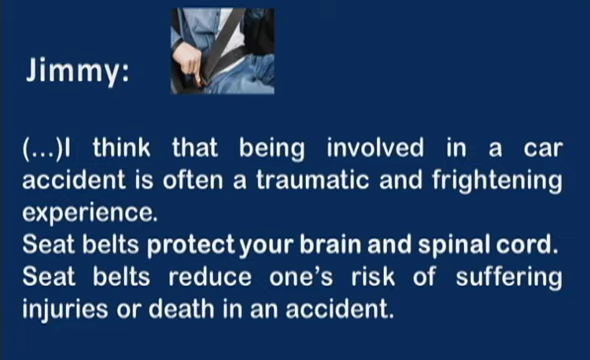 Jimmy:
(...)I think that being involved in a car
accident is often a traumatic and frightening
experience.
Seat belts protect your brain and spinal cord.
Seat belts reduce one's risk of suffering
injuries or death in an accident.